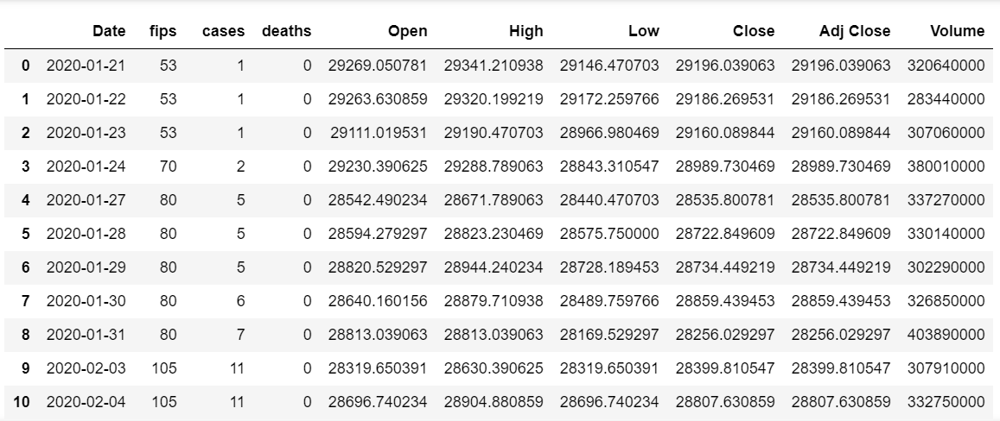 Date fips cases deaths Open High Low Close Adj Close Volume
0 2020-01-21 53 1 0 29269.050781 29341.210938 29146.470703 29196.039063 29196.039063 320640000
1 2020-01-22 53 1 0 29263.630859 29320.199219 29172.259766 29186.269531 29186.269531 283440000
2 2020-01-23 53 1 0 29111.019531 29190.470703 28966.980469 29160.089844 29160.089844 307060000
3 2020-01-24 70 2 0 29230.390625 29288.789063 28843.310547 28989.730469 28989.730469 380010000
4 2020-01-27 80 5 0 28542.490234 28671.789063 28440.470703 28535.800781 28535.800781 337270000
5 2020-01-28 80 5 0 28594.279297 28823.230469 28575.750000 28722.849609 28722.849609 330140000
6 2020-01-29 80 5 0 28820.529297 28944.240234 28728.189453 28734.449219 28734.449219 302290000
7 2020-01-30 80 6 0 28640.160156 28879.710938 28489.759766 28859.439453 28859.439453 326850000
8 2020-01-31 80 7 0 28813.039063 28813.039063 28169.529297 28256.029297 28256.029297 403890000
9 2020-02-03 105 11 0 28319.650391 28630.390625 28319.650391 28399.810547 28399.810547 307910000
10 2020-02-04 105 11 0 28696.740234 28904.880859 28696.740234 28807.630859 28807.630859 332750000